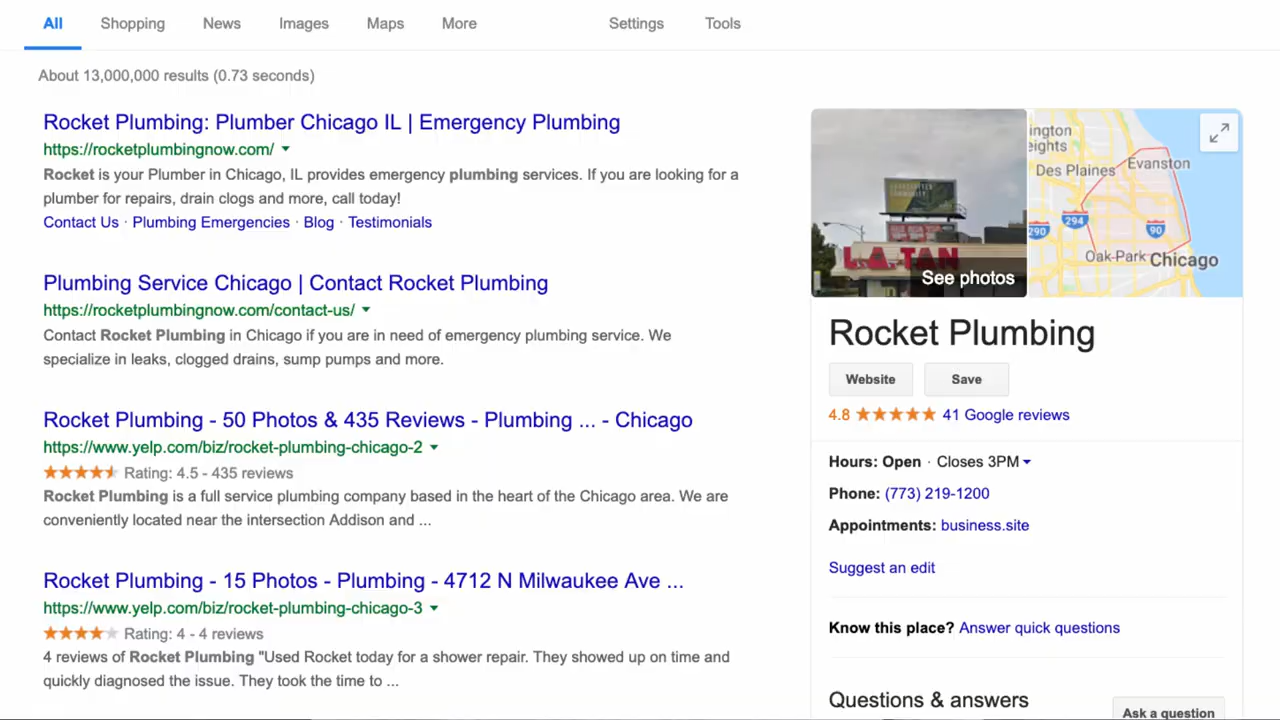 All Shopping News Images Maps More Settings Tools
About 13,000,000 results (0.73 seconds)
Rocket Plumbing: Plumber Chicago IL | Emergency Plumbing
https://rocketplumbingnow.com/
Rocket is your Plumber in Chicago, IL provides emergency plumbing services. If you are looking for a
plumber for repairs, drain clogs and more, call today!
Contact Us · Plumbing Emergencies · Blog · Testimonials
Plumbing Service Chicago | Contact Rocket Plumbing
https://rocketplumbingnow.com/contact-us/
Contact Rocket Plumbing in Chicago if you are in need of emergency plumbing service. We
specialize in leaks, clogged drains, sump pumps and more.
Rocket Plumbing - 50 Photos & 435 Reviews - Plumbing ... - Chicago
https://www.yelp.com/biz/rocket-plumbing-chicago-2
Rating: 4.5 - 435 reviews
Rocket Plumbing is a full service plumbing company based in the heart of the Chicago area. We are
conveniently located near the intersection Addison and ...
Rocket Plumbing - 15 Photos - Plumbing - 4712 N Milwaukee Ave ...
https://www.yelp.com/biz/rocket-plumbing-chicago-3
Rating: 4 - 4 reviews
4 reviews of Rocket Plumbing "Used Rocket today for a shower repair. They showed up on time and
quickly diagnosed the issue. They took the time to ...
L.A. TAN
See photos
ington
eights
Des Plaines
Evanston
294
290
90
Oak Park
Chicago
Rocket Plumbing
Website Save
4.8 41 Google reviews
Hours: Open · Closes 3PM
Phone: (773) 219-1200
Appointments: business.site
Suggest an edit
Know this place? Answer quick questions
Questions & answers
Ask a question